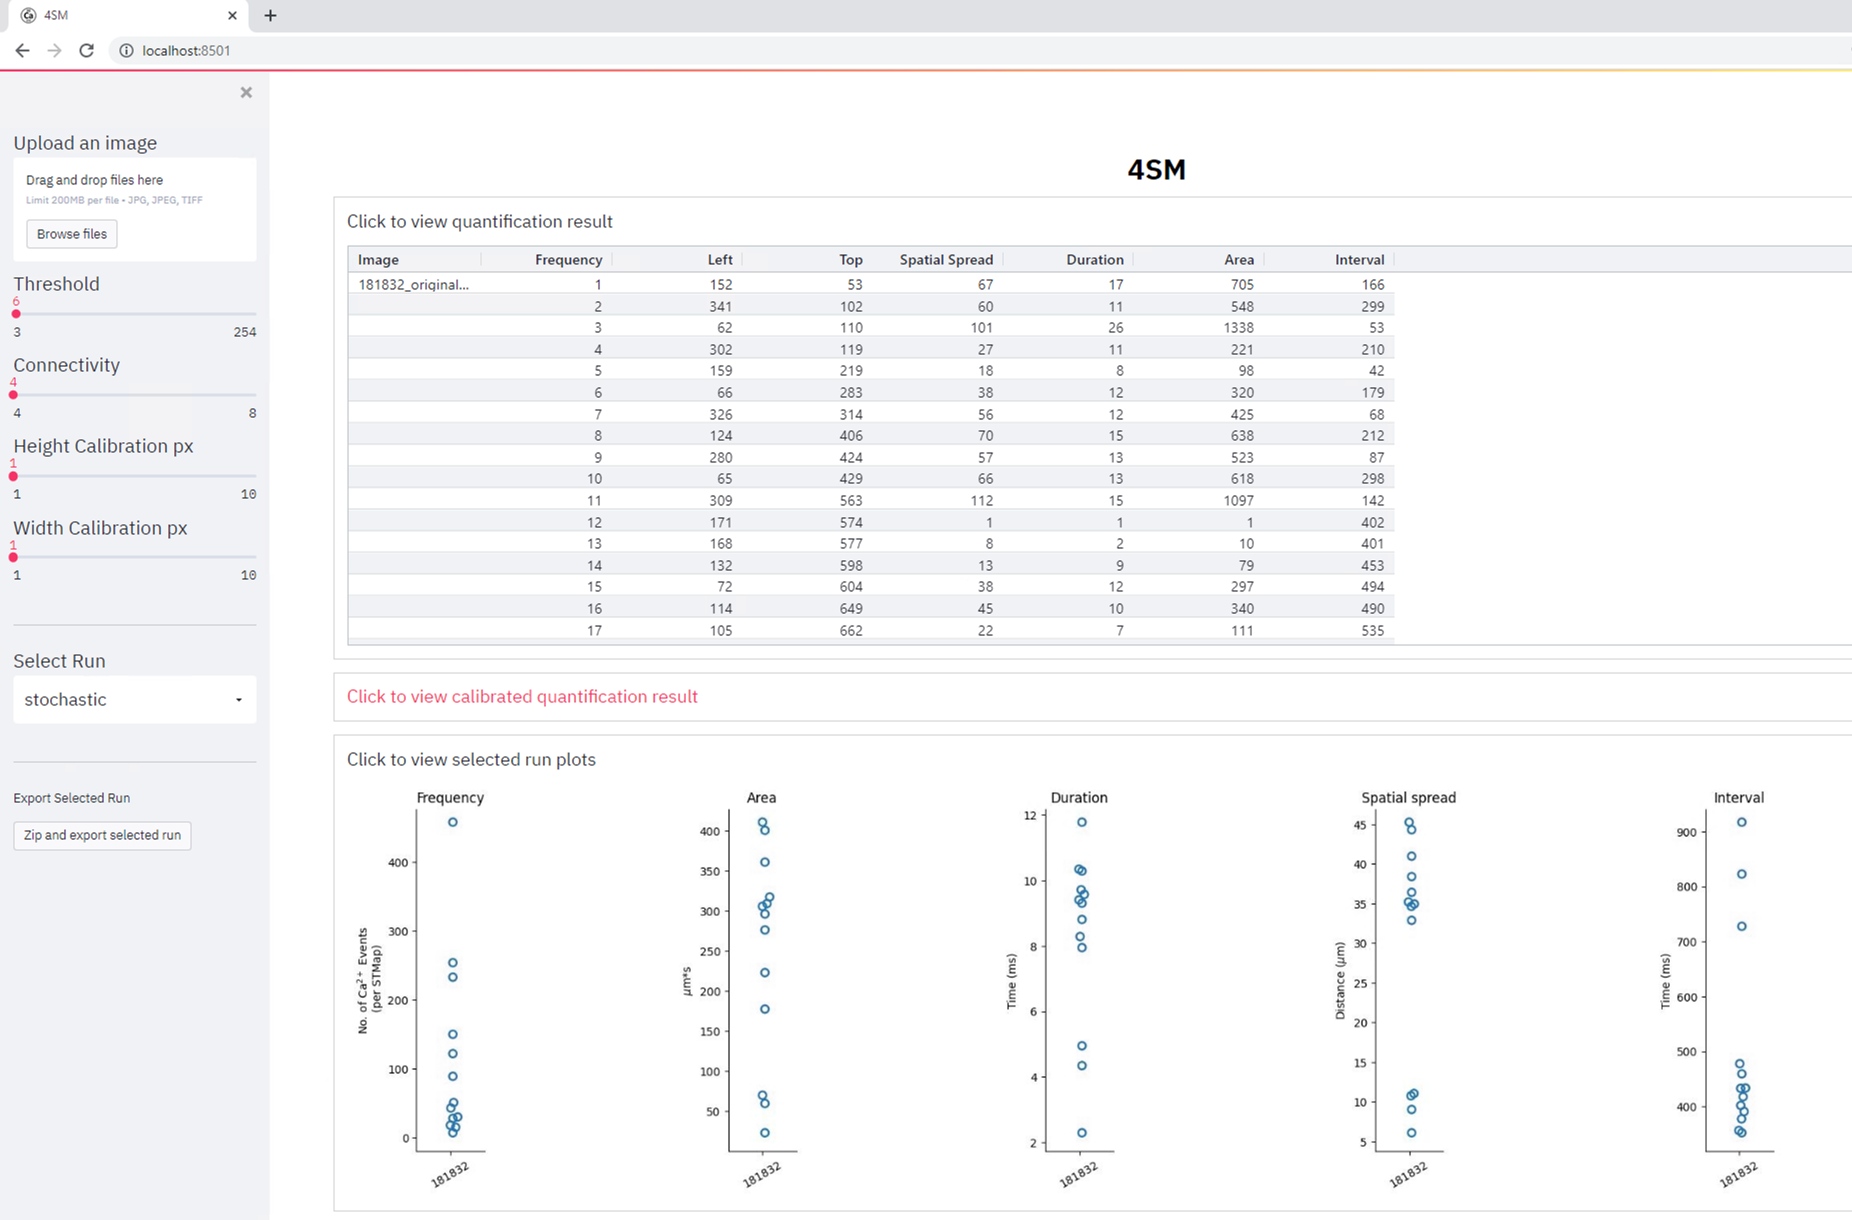 4SM
localhost:8501
Upload an image
Drag and drop files here
Limit 200MB per file • JPG, JPEG, TIFF
Browse files
Threshold
6
3 254
Connectivity
4
4 8
Height Calibration px
1
1 10
Width Calibration px
1
1 10
Select Run
stochastic
Export Selected Run
Zip and export selected run
4SM
Click to view quantification result
Image Frequency Left Top Spatial Spread Duration Area Interval
181832_original... 1 152 53 67 17 705 166
2 341 102 60 11 548 299
3 62 110 101 26 1338 53
4 302 119 27 11 221 210
5 159 219 18 8 98 42
6 66 283 38 12 320 179
7 326 314 56 12 425 68
8 124 406 70 15 638 212
9 280 424 57 13 523 87
10 65 429 66 13 618 298
11 309 563 112 15 1097 142
12 171 574 1 1 1 402
13 168 577 8 2 10 401
14 132 598 13 9 79 453
15 72 604 38 12 297 494
16 114 649 45 10 340 490
17 105 662 22 7 111 535
Click to view calibrated quantification result
Click to view selected run plots
Frequency
No. of Ca²⁺ Events
(per STMap)
400
300
200
100
0
181832
Area
μm*s
400
350
300
250
200
150
100
50
181832
Duration
Time (ms)
12
10
8
6
4
2
181832
Spatial spread
Distance (μm)
45
40
35
30
25
20
15
10
5
181832
Interval
Time (ms)
900
800
700
600
500
400
181832